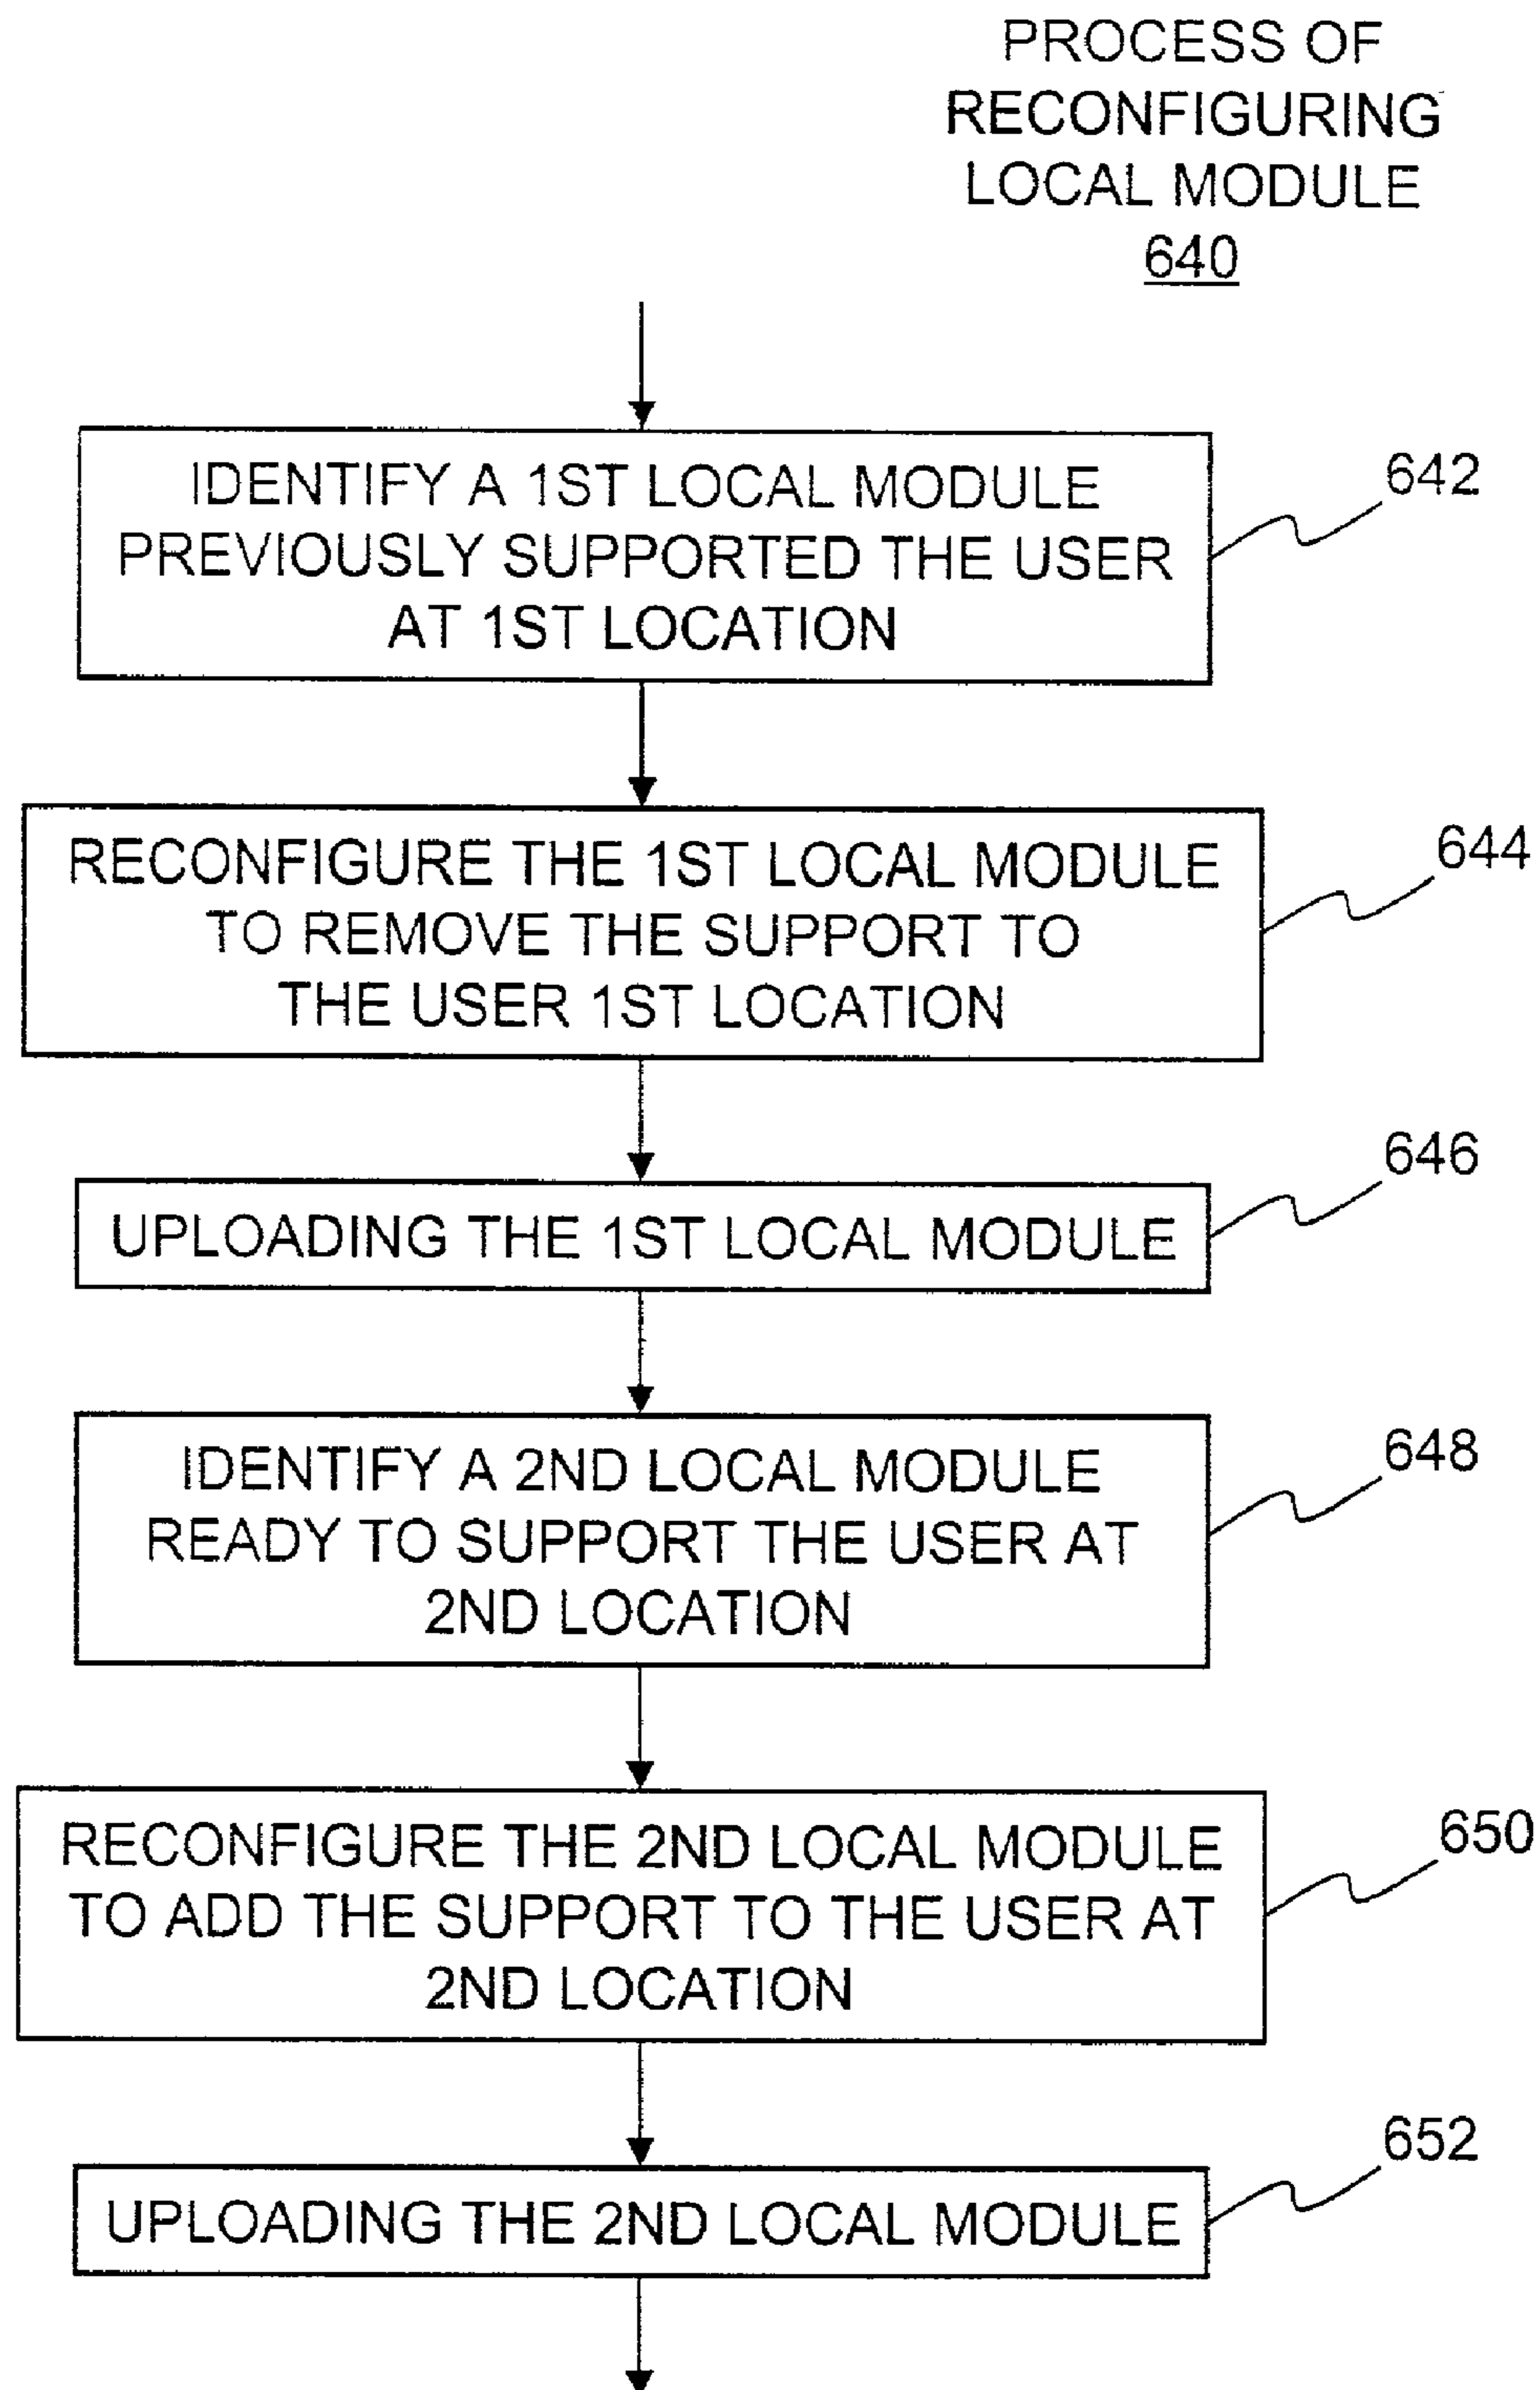 PROCESS OF
RECONFIGURING
LOCAL MODULE
640
IDENTIFY A 1ST LOCAL MODULE
PREVIOUSLY SUPPORTED THE USER
AT 1ST LOCATION
642
RECONFIGURE THE 1ST LOCAL MODULE
TO REMOVE THE SUPPORT TO
THE USER 1ST LOCATION
644
UPLOADING THE 1ST LOCAL MODULE
646
IDENTIFY A 2ND LOCAL MODULE
READY TO SUPPORT THE USER AT
2ND LOCATION
648
RECONFIGURE THE 2ND LOCAL MODULE
TO ADD THE SUPPORT TO THE USER AT
2ND LOCATION
650
UPLOADING THE 2ND LOCAL MODULE
652